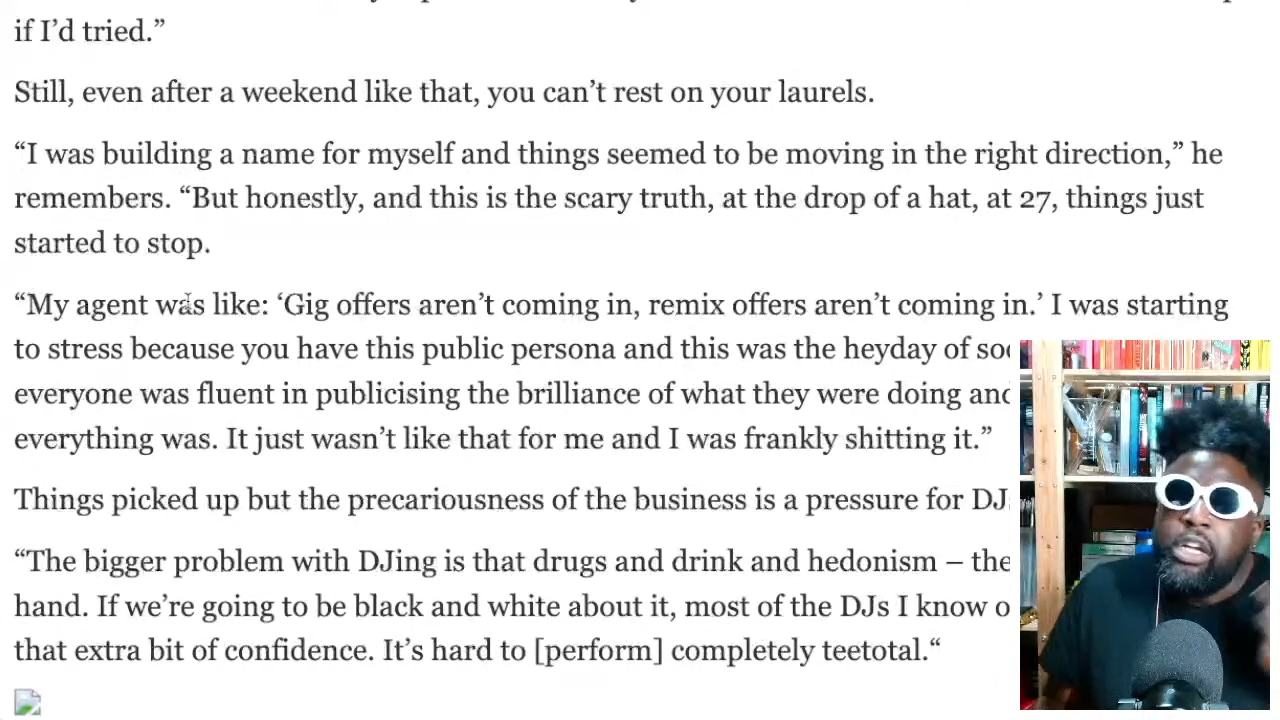 if I’d tried.”
Still, even after a weekend like that, you can’t rest on your laurels.
“I was building a name for myself and things seemed to be moving in the right direction,” he
remembers. “But honestly, and this is the scary truth, at the drop of a hat, at 27, things just
started to stop.
“My agent was like: ‘Gig offers aren’t coming in, remix offers aren’t coming in.’ I was starting
to stress because you have this public persona and this was the heyday of
everyone was fluent in publicising the brilliance of what they were doing
everything was. It just wasn’t like that for me and I was frankly shitting it.”
Things picked up but the precariousness of the business is a pressure for
“The bigger problem with DJing is that drugs and drink and hedonism –
hand. If we’re going to be black and white about it, most of the DJs I know
that extra bit of confidence. It’s hard to [perform] completely teetotal.“